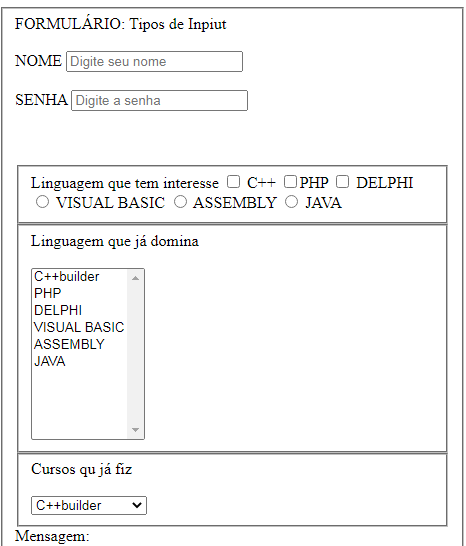 FORMULÁRIO: Tipos de Inpiut
NOME Digite seu nome
SENHA Digite a senha
Linguagem que tem interesse C++ PHP DELPHI
VISUAL BASIC ASSEMBLY JAVA
Linguagem que já domina
C++builder
PHP
DELPHI
VISUAL BASIC
ASSEMBLY
JAVA
Cursos qu já fiz
C++builder
Mensagem: